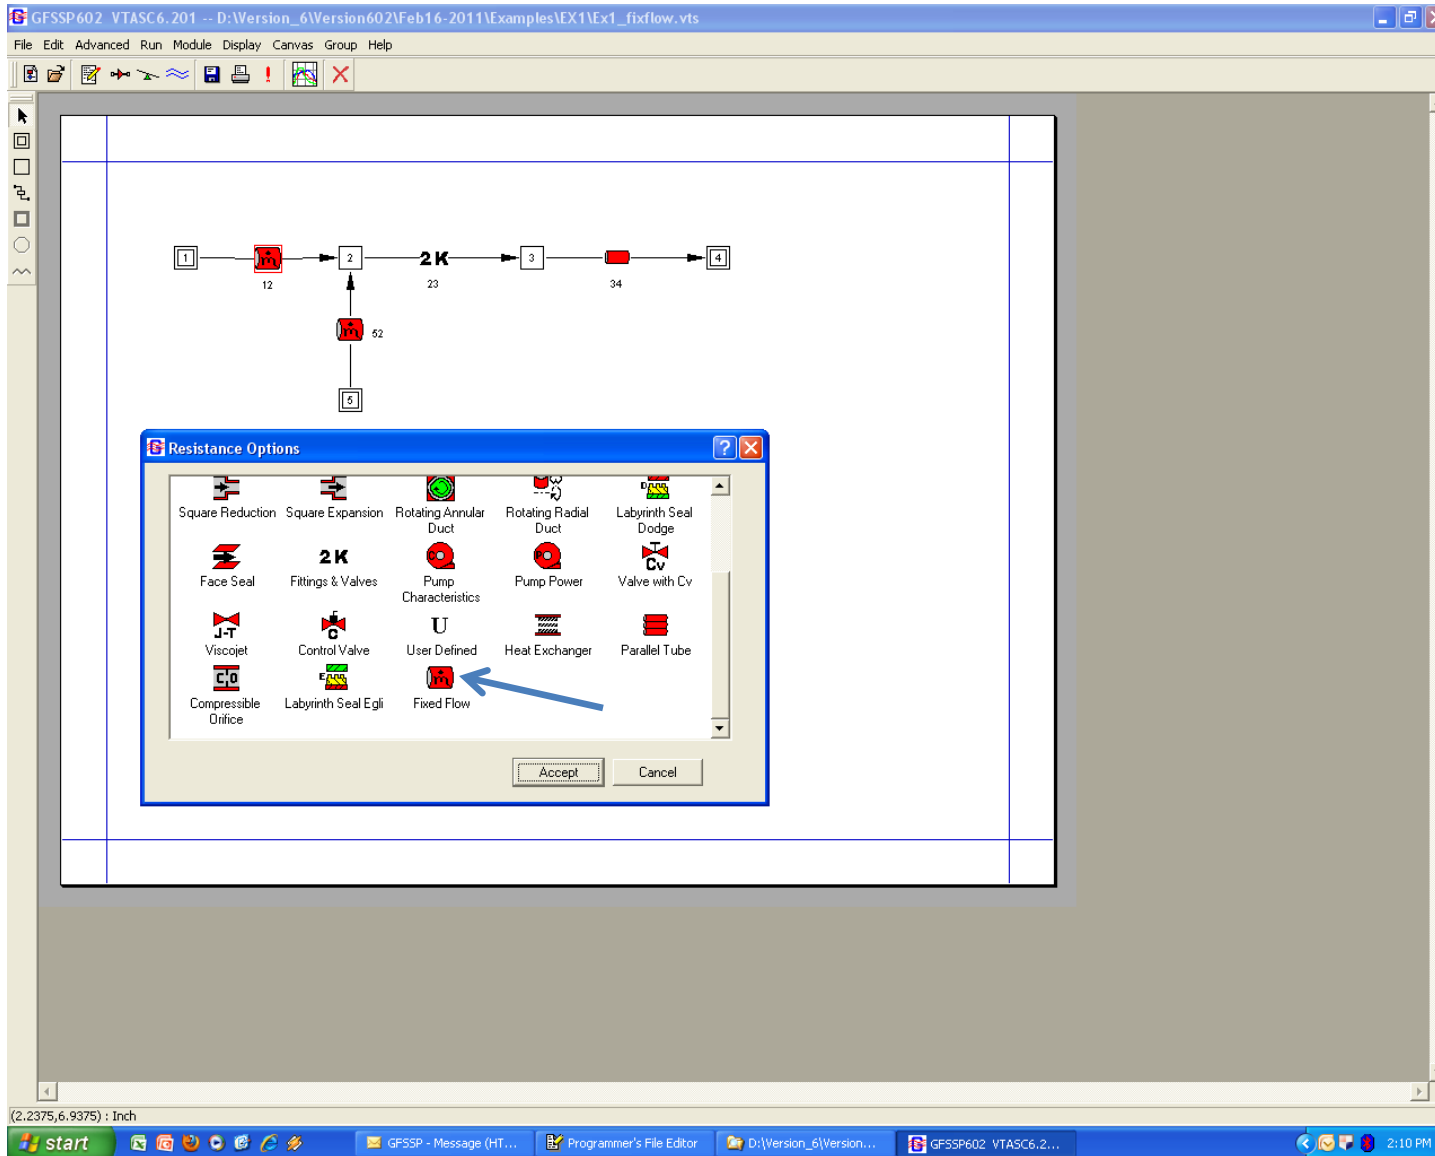 GFSSP602 VTASC6.201 -- D:\Version_6\Version602\Feb16-2011\Examples\EX1\Ex1_fixflow.vts
File Edit Advanced Run Module Display Canvas Group Help
1
ṁ
2
2 K
3
4
12
23
34
ṁ
52
5
Resistance Options
Square Reduction
Square Expansion
Rotating Annular
Duct
Rotating Radial
Duct
D
Labyrinth Seal
Dodge
Face Seal
2 K
Fittings & Valves
C
Pump
Characteristics
P
Pump Power
Cv
Valve with Cv
J-T
Viscojet
C
Control Valve
U
User Defined
Heat Exchanger
Parallel Tube
C O
Compressible
Orifice
E
Labyrinth Seal Egli
ṁ
Fixed Flow
Accept
Cancel
(2.2375,6.9375) : Inch
start
GFSSP - Message (HT...
Programmer's File Editor
D:\Version_6\Version...
GFSSP602 VTASC6.2...
2:10 PM